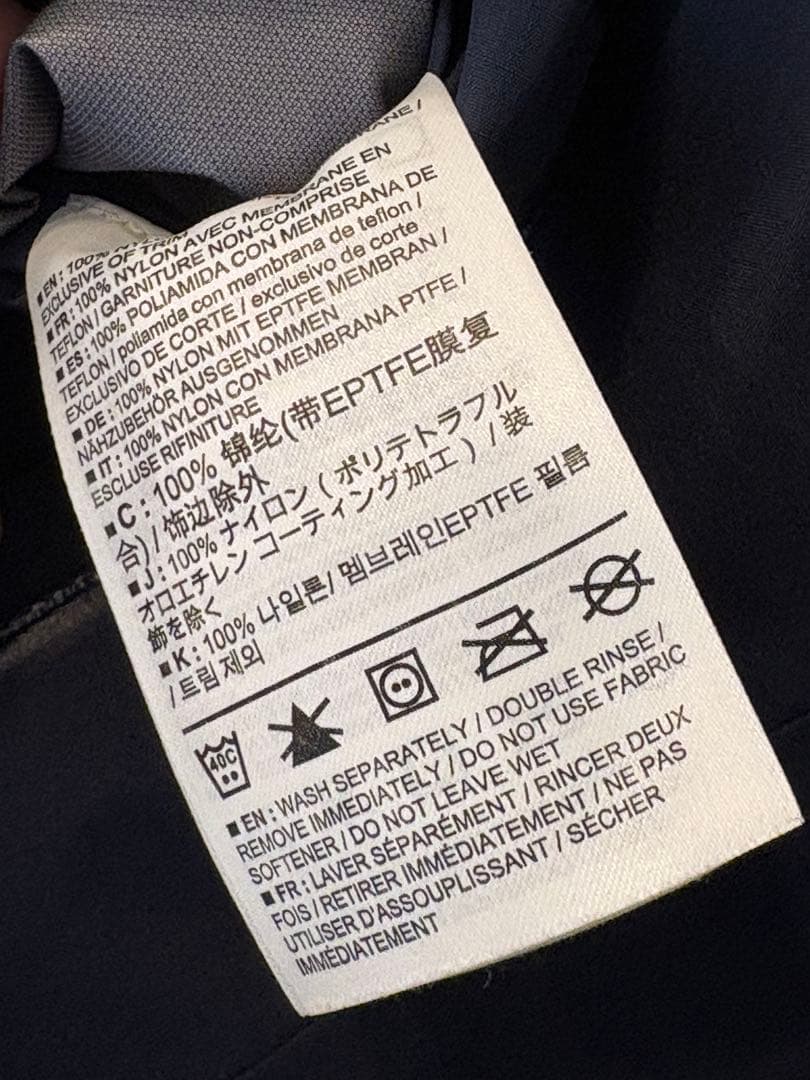 ■EN: 100% NYLON
EXCLUSIVE OF TRIM
■FR: 100% NYLON AVEC MEMBRANE EN
TEFLON / GARNITURE NON-COMPRISE
■ES: 100% POLIAMIDA CON MEMBRANA DE
TEFLON / poliamida con membrana de teflon /
EXCLUSIVO DE CORTE / exclusivo de corte
■DE: 100% NYLON MIT EPTFE MEMBRAN /
NÄHZUBEHÖR AUSGENOMMEN
■IT: 100% NYLON CON MEMBRANA PTFE /
ESCLUSE RIFINITURE
■C: 100% 锦纶(带EPTFE膜复
合)/ 饰边除外
■J: 100% ナイロン ( ポリテトラフル
オロエチレン コーティング加工 ) / 装
飾を除く
■K: 100% 나일론/ 멤브레인EPTFE 필름
/ 트림 제외
40C
■EN: WASH SEPARATELY / DOUBLE RINSE /
REMOVE IMMEDIATELY / DO NOT USE FABRIC
SOFTENER / DO NOT LEAVE WET
■FR: LAVER SÉPARÉMENT / RINCER DEUX
FOIS / RETIRER IMMÉDIATEMENT / NE PAS
UTILISER D'ASSOUPLISSANT / SÉCHER
IMMÉDIATEMENT